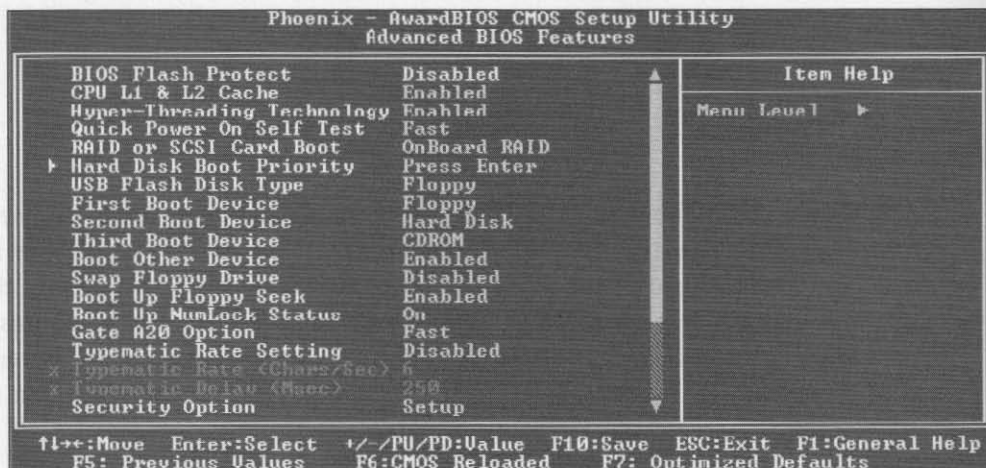 Phoenix - AwardBIOS CMOS Setup Utility
Advanced BIOS Features
BIOS Flash Protect Disabled
CPU L1 & L2 Cache Enabled
Hyper-Threading Technology Enabled
Quick Power On Self Test Fast
RAID or SCSI Card Boot OnBoard RAID
Hard Disk Boot Priority Press Enter
USB Flash Disk Type Floppy
First Boot Device Floppy
Second Boot Device Hard Disk
Third Boot Device CDROM
Boot Other Device Enabled
Swap Floppy Drive Disabled
Boot Up Floppy Seek Enabled
Boot Up NumLock Status On
Gate A20 Option Fast
Typematic Rate Setting Disabled
x Typematic Rate (Chars/Sec) 6
x Typematic Delay (Msec) 250
Security Option Setup
Item Help
Menu Level ▶
↑↓→←:Move Enter:Select +/-/PU/PD:Value F10:Save ESC:Exit F1:General Help
F5: Previous Values F6:CMOS Reloaded F7: Optimized Defaults